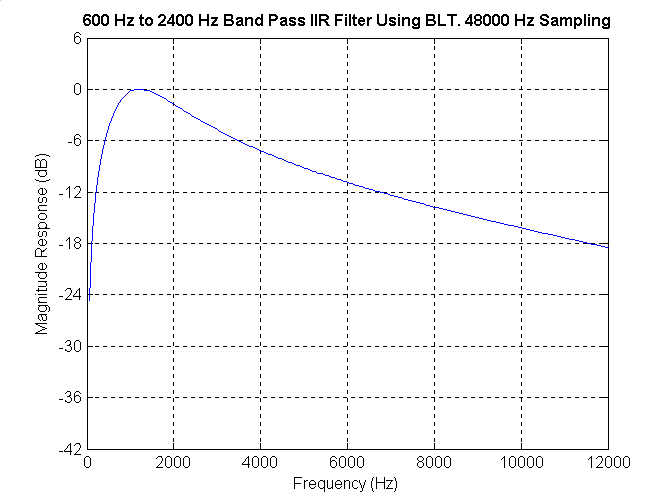 600 Hz to 2400 Hz Band Pass IIR Filter Using BLT. 48000 Hz Sampling
6
0
-6
-12
-18
-24
-30
-36
-42
Magnitude Response (dB)
0 2000 4000 6000 8000 10000 12000
Frequency (Hz)